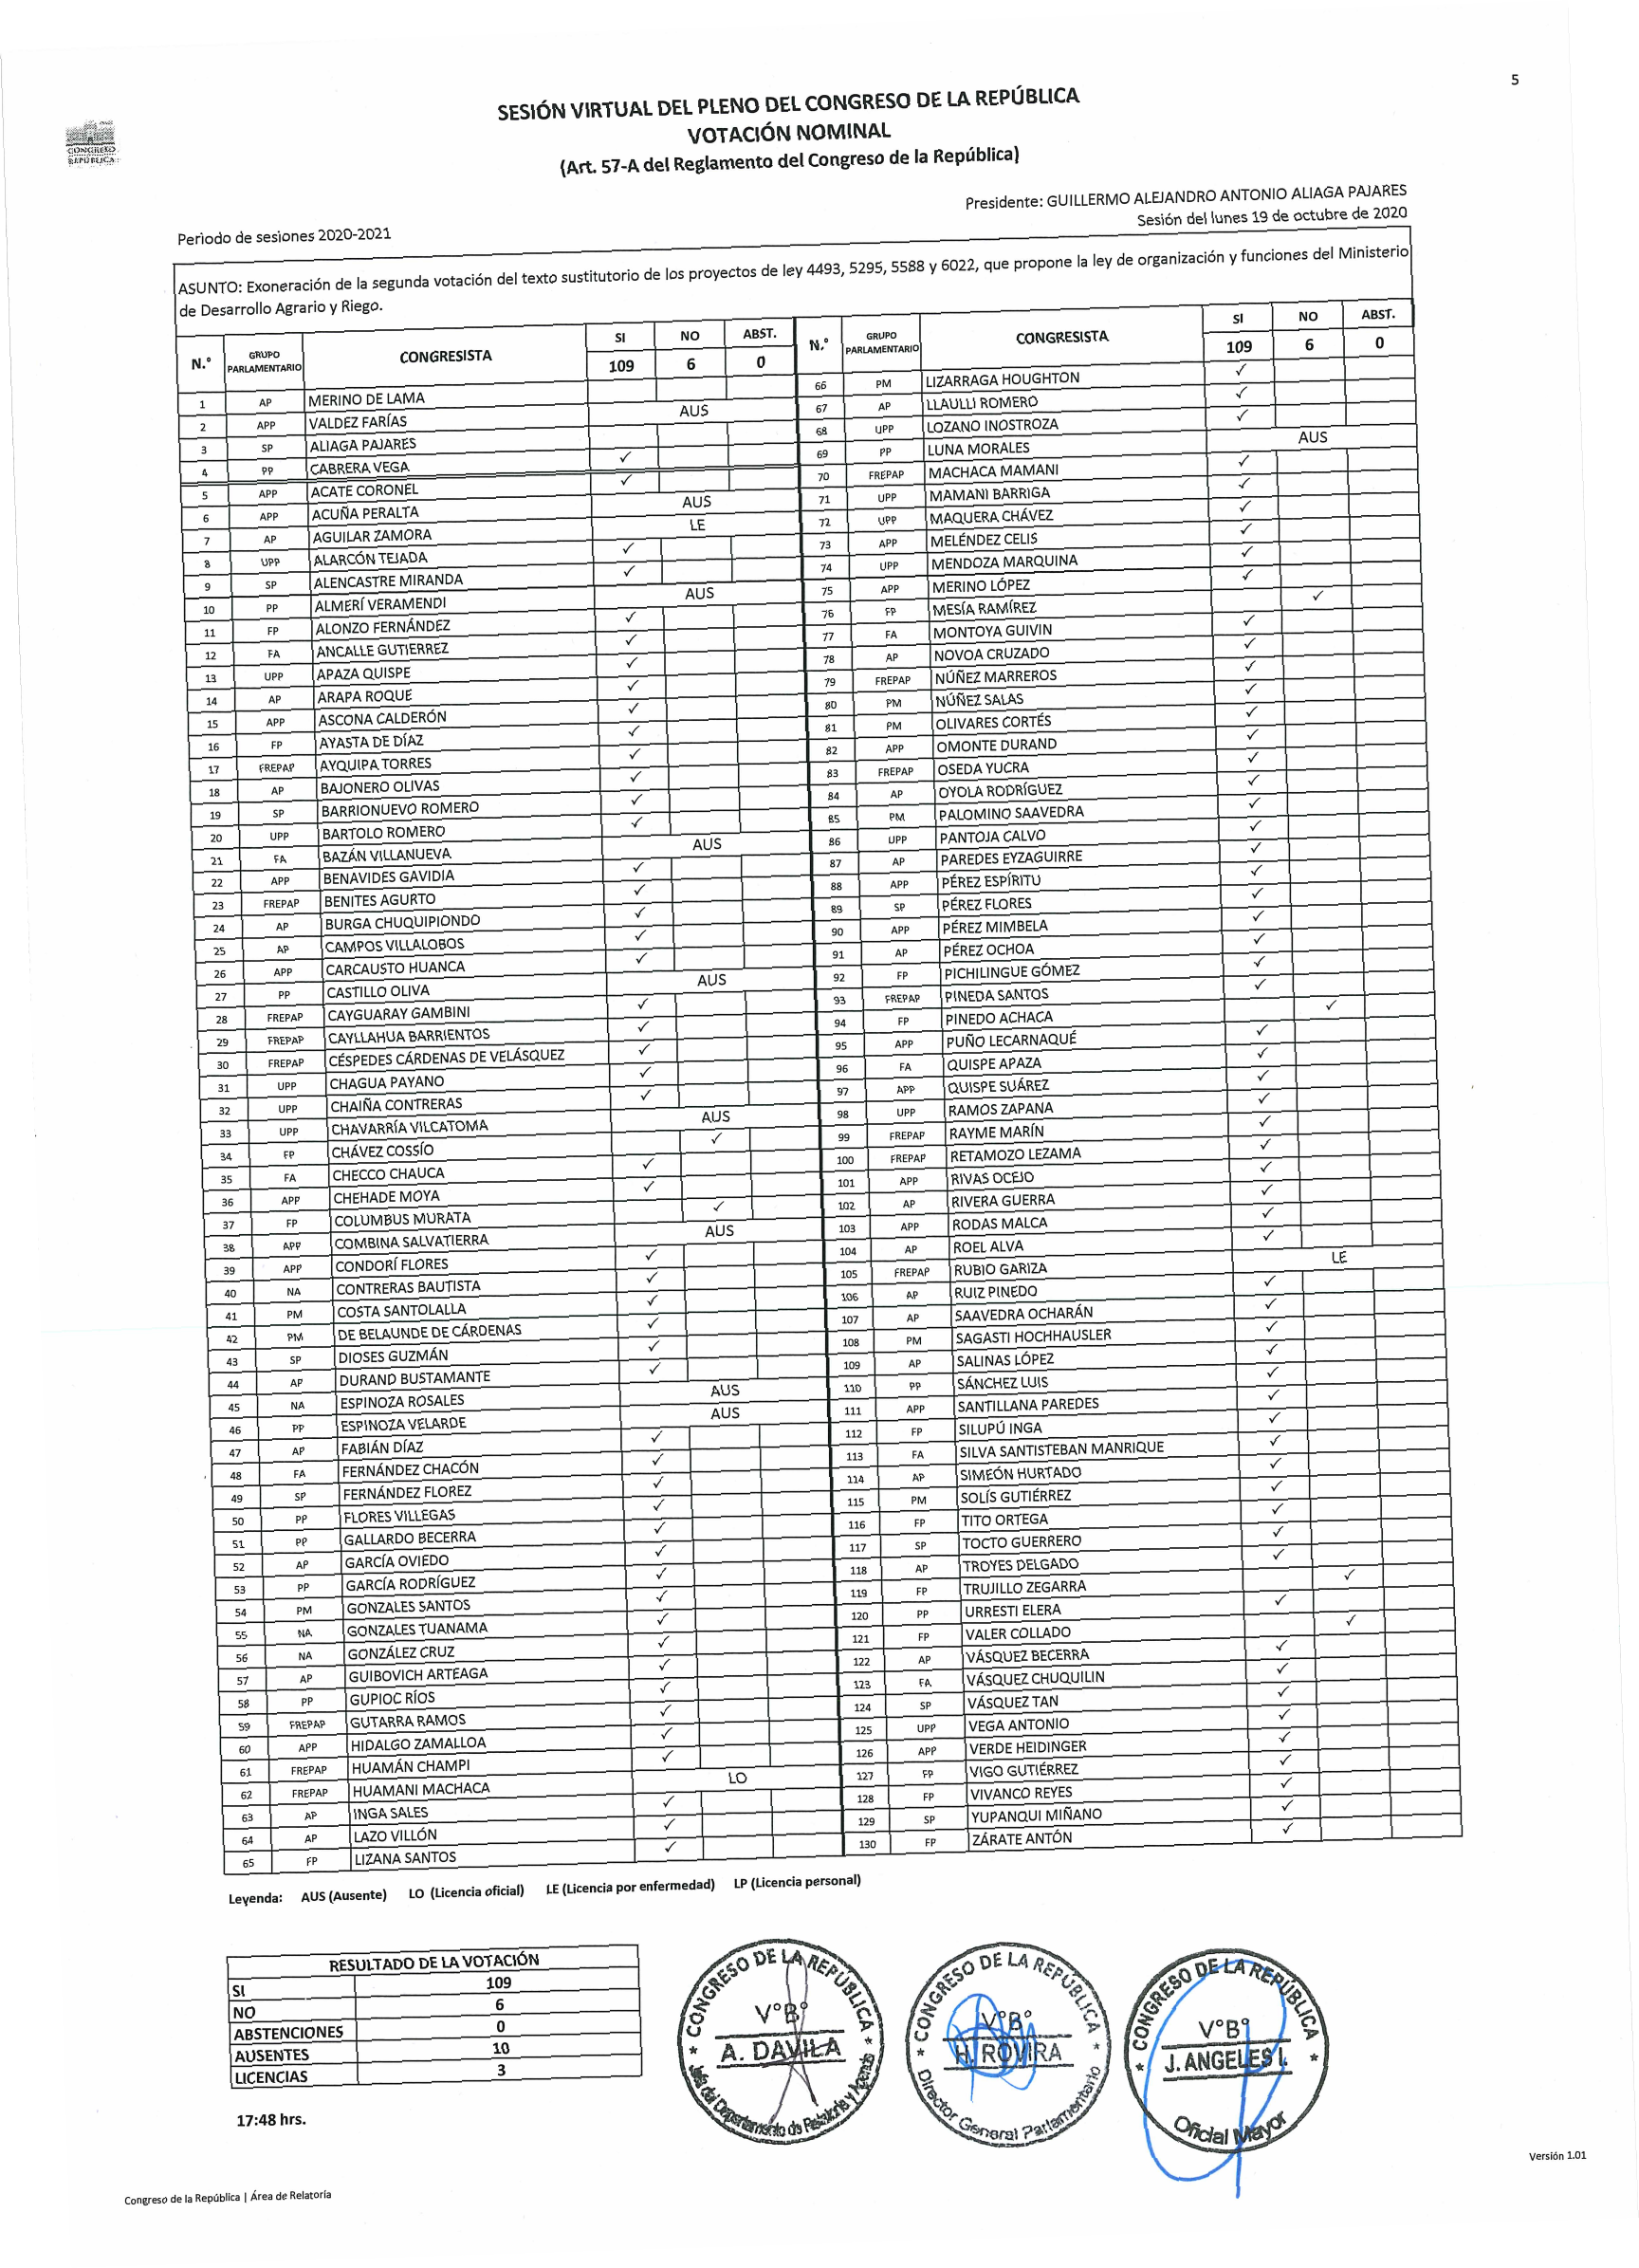 5
CONGRESO
REPÚBLICA
SESIÓN VIRTUAL DEL PLENO DEL CONGRESO DE LA REPÚBLICA
VOTACIÓN NOMINAL
(Art. 57-A del Reglamento del Congreso de la República)
Presidente: GUILLERMO ALEJANDRO ANTONIO ALIAGA PAJARES
Periodo de sesiones 2020-2021
Sesión del lunes 19 de octubre de 2020
ASUNTO: Exoneración de la segunda votación del texto sustitutorio de los proyectos de ley 4493, 5295, 5588 y 6022, que propone la ley de organización y funciones del Ministerio
de Desarrollo Agrario y Riego.
N.° GRUPO PARLAMENTARIO CONGRESISTA SI NO ABST.
109 6 0
1 AP MERINO DE LAMA
2 APP VALDEZ FARÍAS AUS
3 SP ALIAGA PAJARES
4 PP CABRERA VEGA ✓
5 APP ACATE CORONEL ✓
6 APP ACUÑA PERALTA AUS
7 AP AGUILAR ZAMORA LE
8 UPP ALARCÓN TEJADA ✓
9 SP ALENCASTRE MIRANDA ✓
10 PP ALMERÍ VERAMENDI AUS
11 FP ALONZO FERNÁNDEZ ✓
12 FA ANCALLE GUTIERREZ ✓
13 UPP APAZA QUISPE ✓
14 AP ARAPA ROQUE ✓
15 APP ASCONA CALDERÓN ✓
16 FP AYASTA DE DÍAZ ✓
17 FREPAP AYQUIPA TORRES ✓
18 AP BAJONERO OLIVAS ✓
19 SP BARRIONUEVO ROMERO ✓
20 UPP BARTOLO ROMERO ✓
21 FA BAZÁN VILLANUEVA AUS
22 APP BENAVIDES GAVIDIA ✓
23 FREPAP BENITES AGURTO ✓
24 AP BURGA CHUQUIPIONDO ✓
25 AP CAMPOS VILLALOBOS ✓
26 APP CARCAUSTO HUANCA ✓
27 PP CASTILLO OLIVA AUS
28 FREPAP CAYGUARAY GAMBINI ✓
29 FREPAP CAYLLAHUA BARRIENTOS ✓
30 FREPAP CÉSPEDES CÁRDENAS DE VELÁSQUEZ ✓
31 UPP CHAGUA PAYANO ✓
32 UPP CHAIÑA CONTRERAS ✓
33 UPP CHAVARRÍA VILCATOMA AUS
34 FP CHÁVEZ COSSÍO ✓
35 FA CHECCO CHAUCA ✓
36 APP CHEHADE MOYA ✓
37 FP COLUMBUS MURATA ✓
38 APP COMBINA SALVATIERRA AUS
39 APP CONDORÍ FLORES ✓
40 NA CONTRERAS BAUTISTA ✓
41 PM COSTA SANTOLALLA ✓
42 PM DE BELAUNDE DE CÁRDENAS ✓
43 SP DIOSES GUZMÁN ✓
44 AP DURAND BUSTAMANTE ✓
45 NA ESPINOZA ROSALES AUS
46 PP ESPINOZA VELARDE AUS
47 AP FABIÁN DÍAZ ✓
48 FA FERNÁNDEZ CHACÓN ✓
49 SP FERNÁNDEZ FLOREZ ✓
50 PP FLORES VILLEGAS ✓
51 PP GALLARDO BECERRA ✓
52 AP GARCÍA OVIEDO ✓
53 PP GARCÍA RODRÍGUEZ ✓
54 PM GONZALES SANTOS ✓
55 NA GONZALES TUANAMA ✓
56 NA GONZÁLEZ CRUZ ✓
57 AP GUIBOVICH ARTEAGA ✓
58 PP GUPIOC RÍOS ✓
59 FREPAP GUTARRA RAMOS ✓
60 APP HIDALGO ZAMALLOA ✓
61 FREPAP HUAMÁN CHAMPI ✓
62 FREPAP HUAMANI MACHACA LO
63 AP INGA SALES ✓
64 AP LAZO VILLÓN ✓
65 FP LIZANA SANTOS ✓
N.° GRUPO PARLAMENTARIO CONGRESISTA SI NO ABST.
109 6 0
66 PM LIZARRAGA HOUGHTON ✓
67 AP LLAULLI ROMERO ✓
68 UPP LOZANO INOSTROZA ✓
69 PP LUNA MORALES AUS
70 FREPAP MACHACA MAMANI ✓
71 UPP MAMANI BARRIGA ✓
72 UPP MAQUERA CHÁVEZ ✓
73 APP MELÉNDEZ CELIS ✓
74 UPP MENDOZA MARQUINA ✓
75 APP MERINO LÓPEZ ✓
76 FP MESÍA RAMÍREZ ✓
77 FA MONTOYA GUIVIN ✓
78 AP NOVOA CRUZADO ✓
79 FREPAP NÚÑEZ MARREROS ✓
80 PM NÚÑEZ SALAS ✓
81 PM OLIVARES CORTÉS ✓
82 APP OMONTE DURAND ✓
83 FREPAP OSEDA YUCRA ✓
84 AP OYOLA RODRÍGUEZ ✓
85 PM PALOMINO SAAVEDRA ✓
86 UPP PANTOJA CALVO ✓
87 AP PAREDES EYZAGUIRRE ✓
88 APP PÉREZ ESPÍRITU ✓
89 SP PÉREZ FLORES ✓
90 APP PÉREZ MIMBELA ✓
91 AP PÉREZ OCHOA ✓
92 FP PICHILINGUE GÓMEZ ✓
93 FREPAP PINEDA SANTOS ✓
94 FP PINEDO ACHACA ✓
95 APP PUÑO LECARNAQUÉ ✓
96 FA QUISPE APAZA ✓
97 APP QUISPE SUÁREZ ✓
98 UPP RAMOS ZAPANA ✓
99 FREPAP RAYME MARÍN ✓
100 FREPAP RETAMOZO LEZAMA ✓
101 APP RIVAS OCEJO ✓
102 AP RIVERA GUERRA ✓
103 APP RODAS MALCA ✓
104 AP ROEL ALVA ✓
105 FREPAP RUBIO GARIZA LE
106 AP RUIZ PINEDO ✓
107 AP SAAVEDRA OCHARÁN ✓
108 PM SAGASTI HOCHHAUSLER ✓
109 AP SALINAS LÓPEZ ✓
110 PP SÁNCHEZ LUIS ✓
111 APP SANTILLANA PAREDES ✓
112 FP SILUPÚ INGA ✓
113 FA SILVA SANTISTEBAN MANRIQUE ✓
114 AP SIMEÓN HURTADO ✓
115 PM SOLÍS GUTIÉRREZ ✓
116 FP TITO ORTEGA ✓
117 SP TOCTO GUERRERO ✓
118 AP TROYES DELGADO ✓
119 FP TRUJILLO ZEGARRA ✓
120 PP URRESTI ELERA ✓
121 FP VALER COLLADO ✓
122 AP VÁSQUEZ BECERRA ✓
123 FA VÁSQUEZ CHUQUILIN ✓
124 SP VÁSQUEZ TAN ✓
125 UPP VEGA ANTONIO ✓
126 APP VERDE HEIDINGER ✓
127 FP VIGO GUTIÉRREZ ✓
128 FP VIVANCO REYES ✓
129 SP YUPANQUI MIÑANO ✓
130 FP ZÁRATE ANTÓN ✓
Leyenda: AUS (Ausente) LO (Licencia oficial) LE (Licencia por enfermedad) LP (Licencia personal)
RESULTADO DE LA VOTACIÓN
SI 109
NO 6
ABSTENCIONES 0
AUSENTES 10
LICENCIAS 3
17:48 hrs.
* CONGRESO DE LA REPÚBLICA *
V°B°
A. DAVILA
Jefa del Departamento de Relatoría y Agenda
* CONGRESO DE LA REPÚBLICA *
V°B°
H. ROVIRA
Director General Parlamentario
* CONGRESO DE LA REPÚBLICA *
V°B°
J. ANGELES I.
Oficial Mayor
Versión 1.01
Congreso de la República | Área de Relatoría